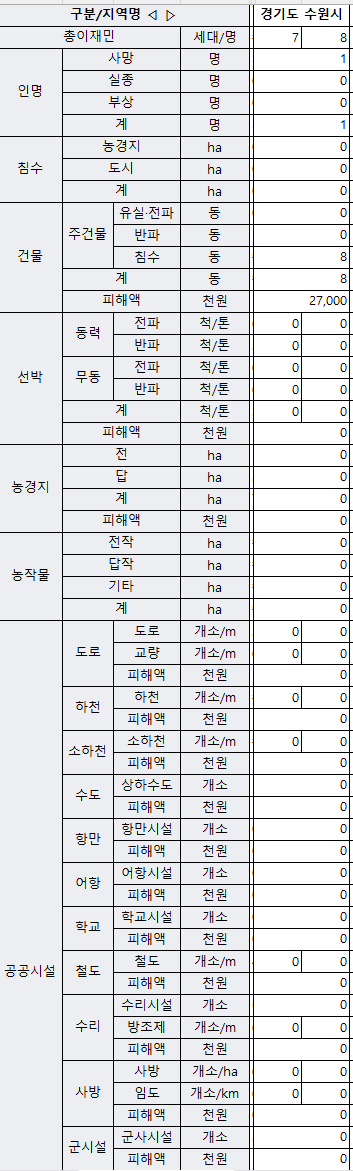 구분/지역명 ◁ ▷ 경기도 수원시
총이재민 세대/명 7 8
인명 사망 명 1
실종 명 0
부상 명 0
계 명 1
침수 농경지 ha 0
도시 ha 0
계 ha 0
건물 주건물 유실·전파 동 0
반파 동 0
침수 동 8
계 동 8
피해액 천원 27,000
선박 동력 전파 척/톤 0 0
반파 척/톤 0 0
무동 전파 척/톤 0 0
반파 척/톤 0 0
계 척/톤 0 0
피해액 천원 0
농경지 전 ha 0
답 ha 0
계 ha 0
피해액 천원 0
농작물 전작 ha 0
답작 ha 0
기타 ha 0
계 ha 0
공공시설 도로 도로 개소/m 0 0
교량 개소/m 0 0
피해액 천원 0
하천 하천 개소/m 0 0
피해액 천원 0
소하천 소하천 개소/m 0 0
피해액 천원 0
수도 상하수도 개소 0
피해액 천원 0
항만 항만시설 개소 0
피해액 천원 0
어항 어항시설 개소 0
피해액 천원 0
학교 학교시설 개소 0
피해액 천원 0
철도 철도 개소/m 0 0
피해액 천원 0
수리 수리시설 개소 0
방조제 개소/m 0 0
피해액 천원 0
사방 사방 개소/ha 0 0
임도 개소/km 0 0
피해액 천원 0
군시설 군사시설 개소 0
피해액 천원 0